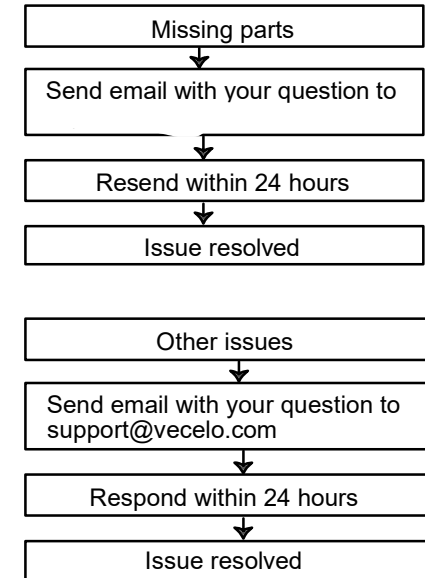 Missing parts
Send email with your question to
Resend within 24 hours
Issue resolved
Other issues
Send email with your question to
support@vecelo.com
Respond within 24 hours
Issue resolved